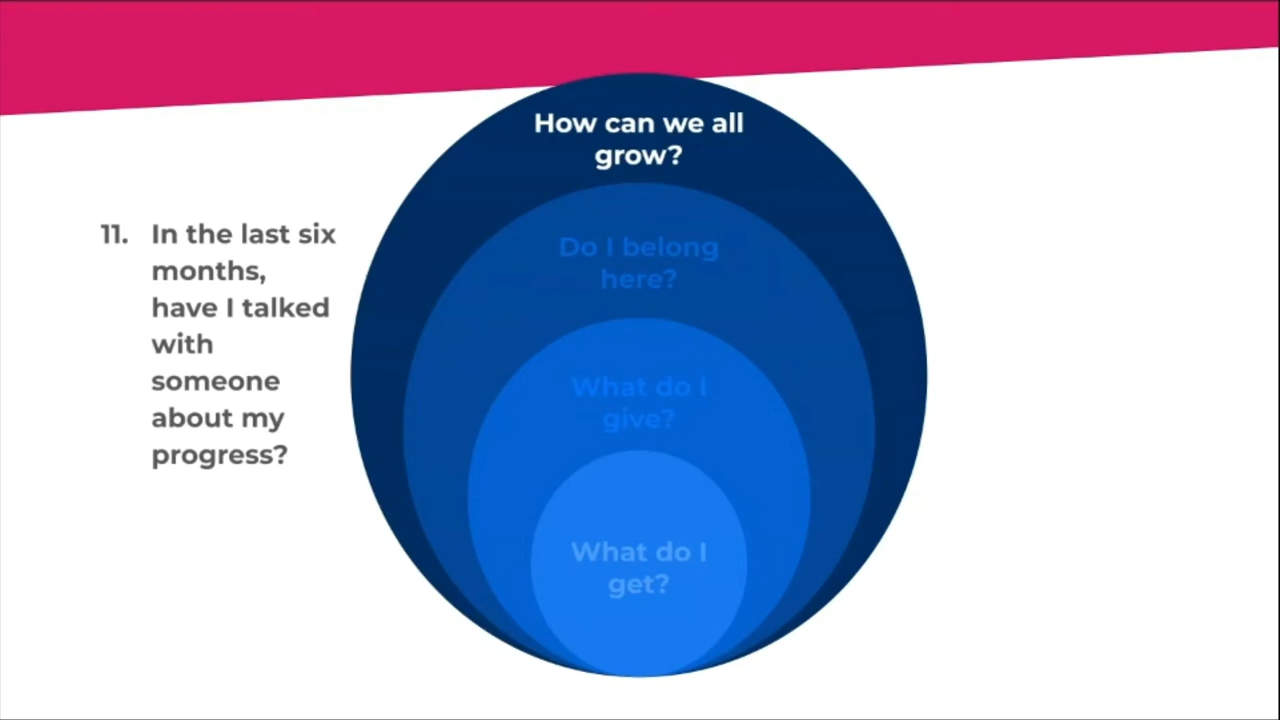 How can we all
grow?
11. In the last six
months,
have I talked
with
someone
about my
progress?
Do I belong
here?
What do I
give?
What do I
get?